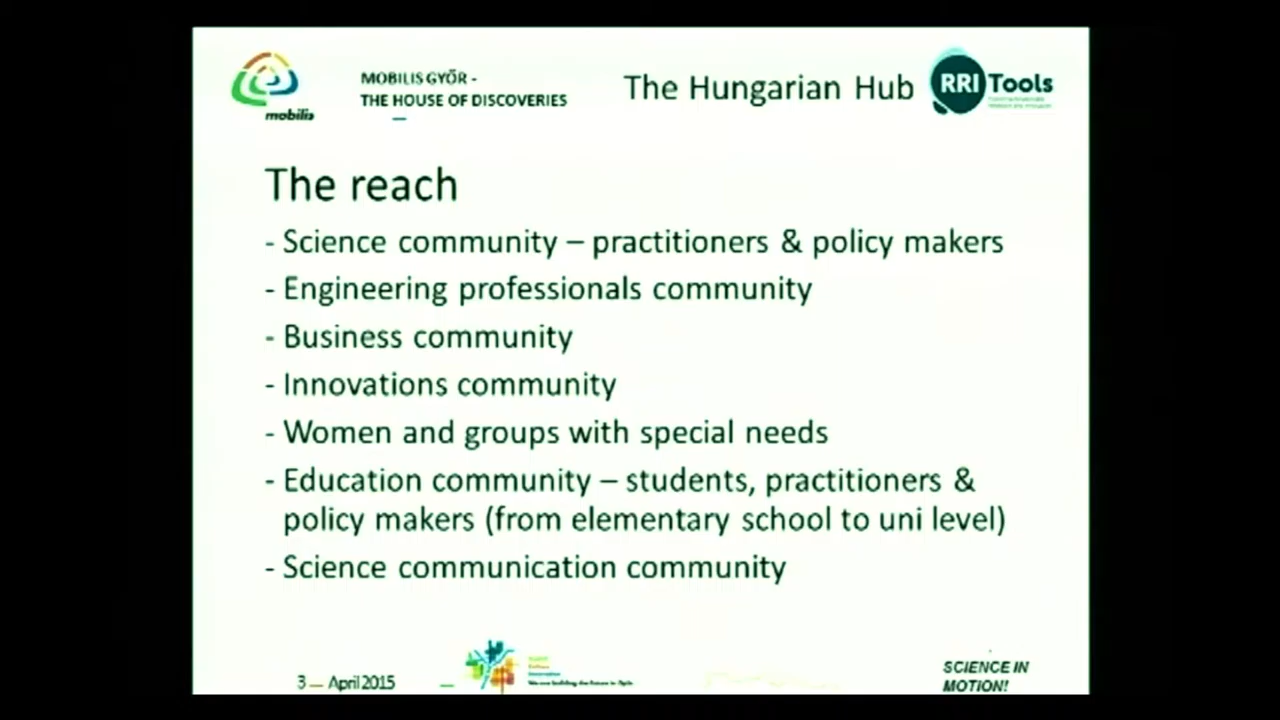 MOBILIS GYŐR -
THE HOUSE OF DISCOVERIES
The Hungarian Hub
RRI Tools
mobilis
The reach
- Science community – practitioners & policy makers
- Engineering professionals community
- Business community
- Innovations community
- Women and groups with special needs
- Education community – students, practitioners &
policy makers (from elementary school to uni level)
- Science communication community
3 — April 2015
SCIENCE IN
MOTION!